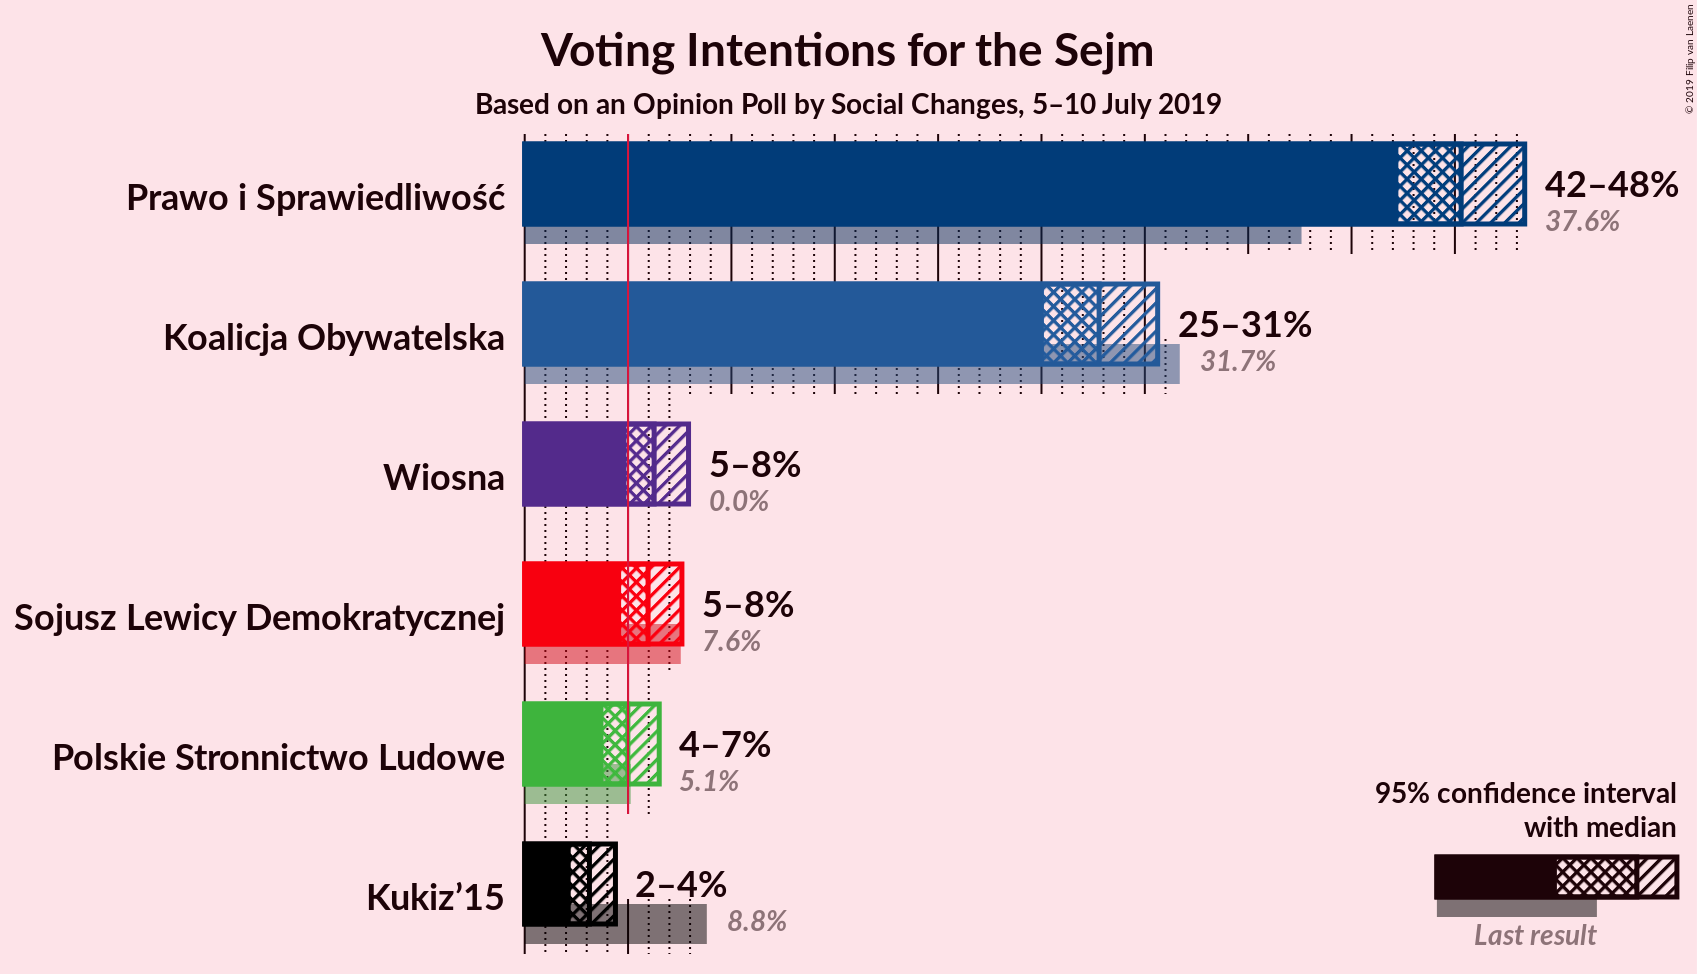 Voting Intentions for the Sejm
Based on an Opinion Poll by Social Changes, 5–10 July 2019
© 2019 Filip van Laenen
Prawo i Sprawiedliwość
42–48%
37.6%
Koalicja Obywatelska
25–31%
31.7%
Wiosna
5–8%
0.0%
Sojusz Lewicy Demokratycznej
5–8%
7.6%
Polskie Stronnictwo Ludowe
4–7%
5.1%
Kukiz’15
2–4%
8.8%
95% confidence interval
with median
Last result